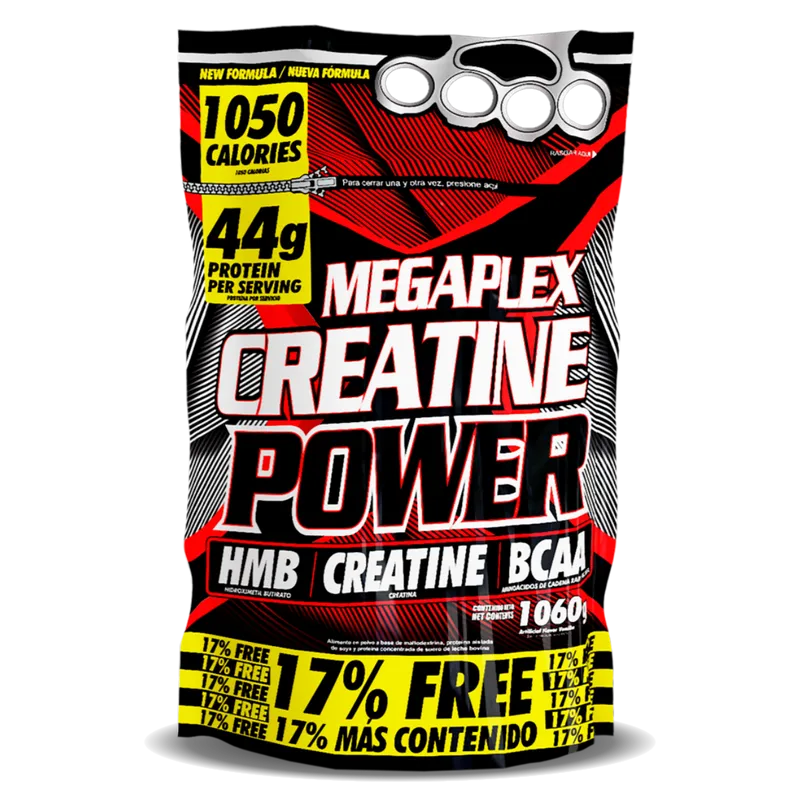 NEW FORMULA / NUEVA FÓRMULA
1050
CALORIES
1050 CALORÍAS
RASGAR AQUÍ
Para cerrar una y otra vez, presione aquí
44g
PROTEIN
PER SERVING
PROTEÍNA POR SERVICIO
MEGAPLEX
CREATINE
POWER
HMB
CREATINE
BCAA
HIDROXIMETIL BUTIRATO
CREATINA
AMINOÁCIDOS DE CADENA
CONTENIDO NETO
NET CONTENTS
1060g
Artificial Flavor Vanilla
Alimento en polvo a base de maltodextrina, proteína aislada
de soya y proteína concentrada de suero de leche bovina
17% FREE
17% FREE
17% FREE
17% FREE
17% FREE
17% FREE
17% MÁS CONTENIDO
17%
17%
17%
17%
17% F